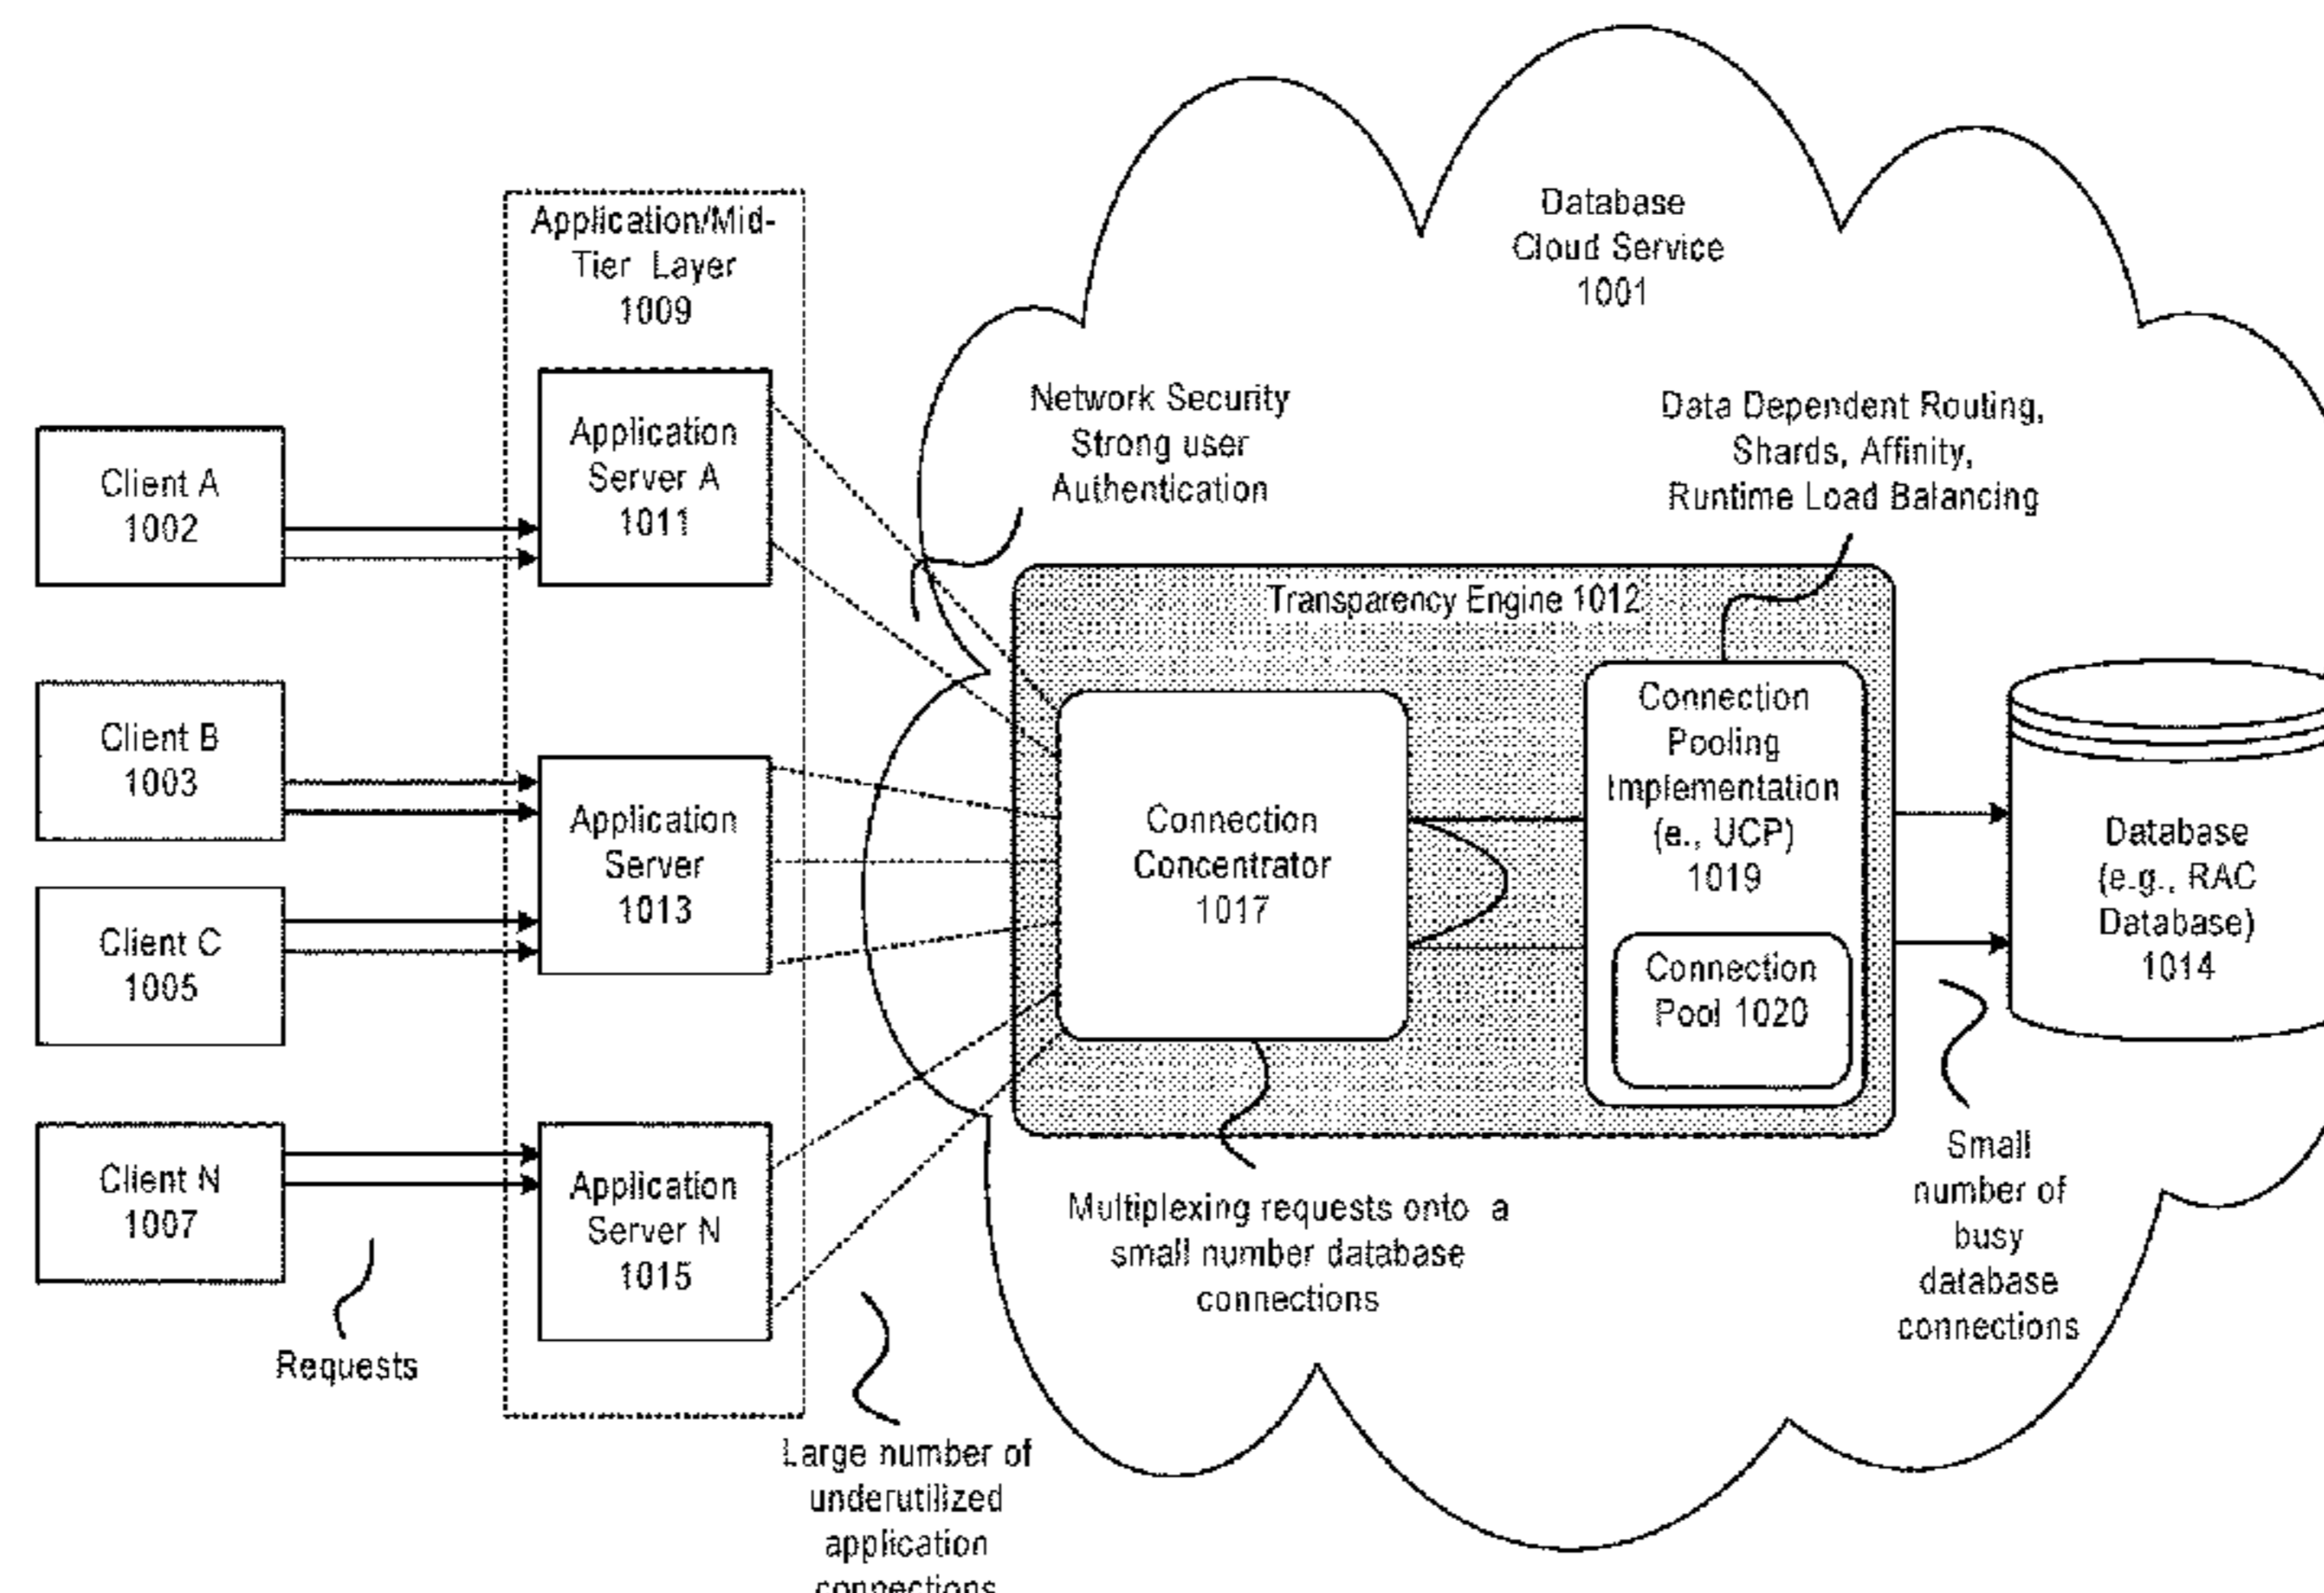 Application/Mid-
Tier Layer
1009
Database
Cloud Service
1001
Network Security
Strong user
Authentication
Data Dependent Routing,
Shards, Affinity,
Runtime Load Balancing
Client A
1002
Application
Server A
1011
Client B
1003
Client C
1005
Application
Server
1013
Client N
1007
Application
Server N
1015
Requests
Large number of
underutilized
application
connections
Transparency Engine 1012
Connection
Concentrator
1017
Connection
Pooling
Implementation
(e., UCP)
1019
Connection
Pool 1020
Database
(e.g., RAC
Database)
1014
Multiplexing requests onto a
small number database
connections
Small
number of
busy
database
connections